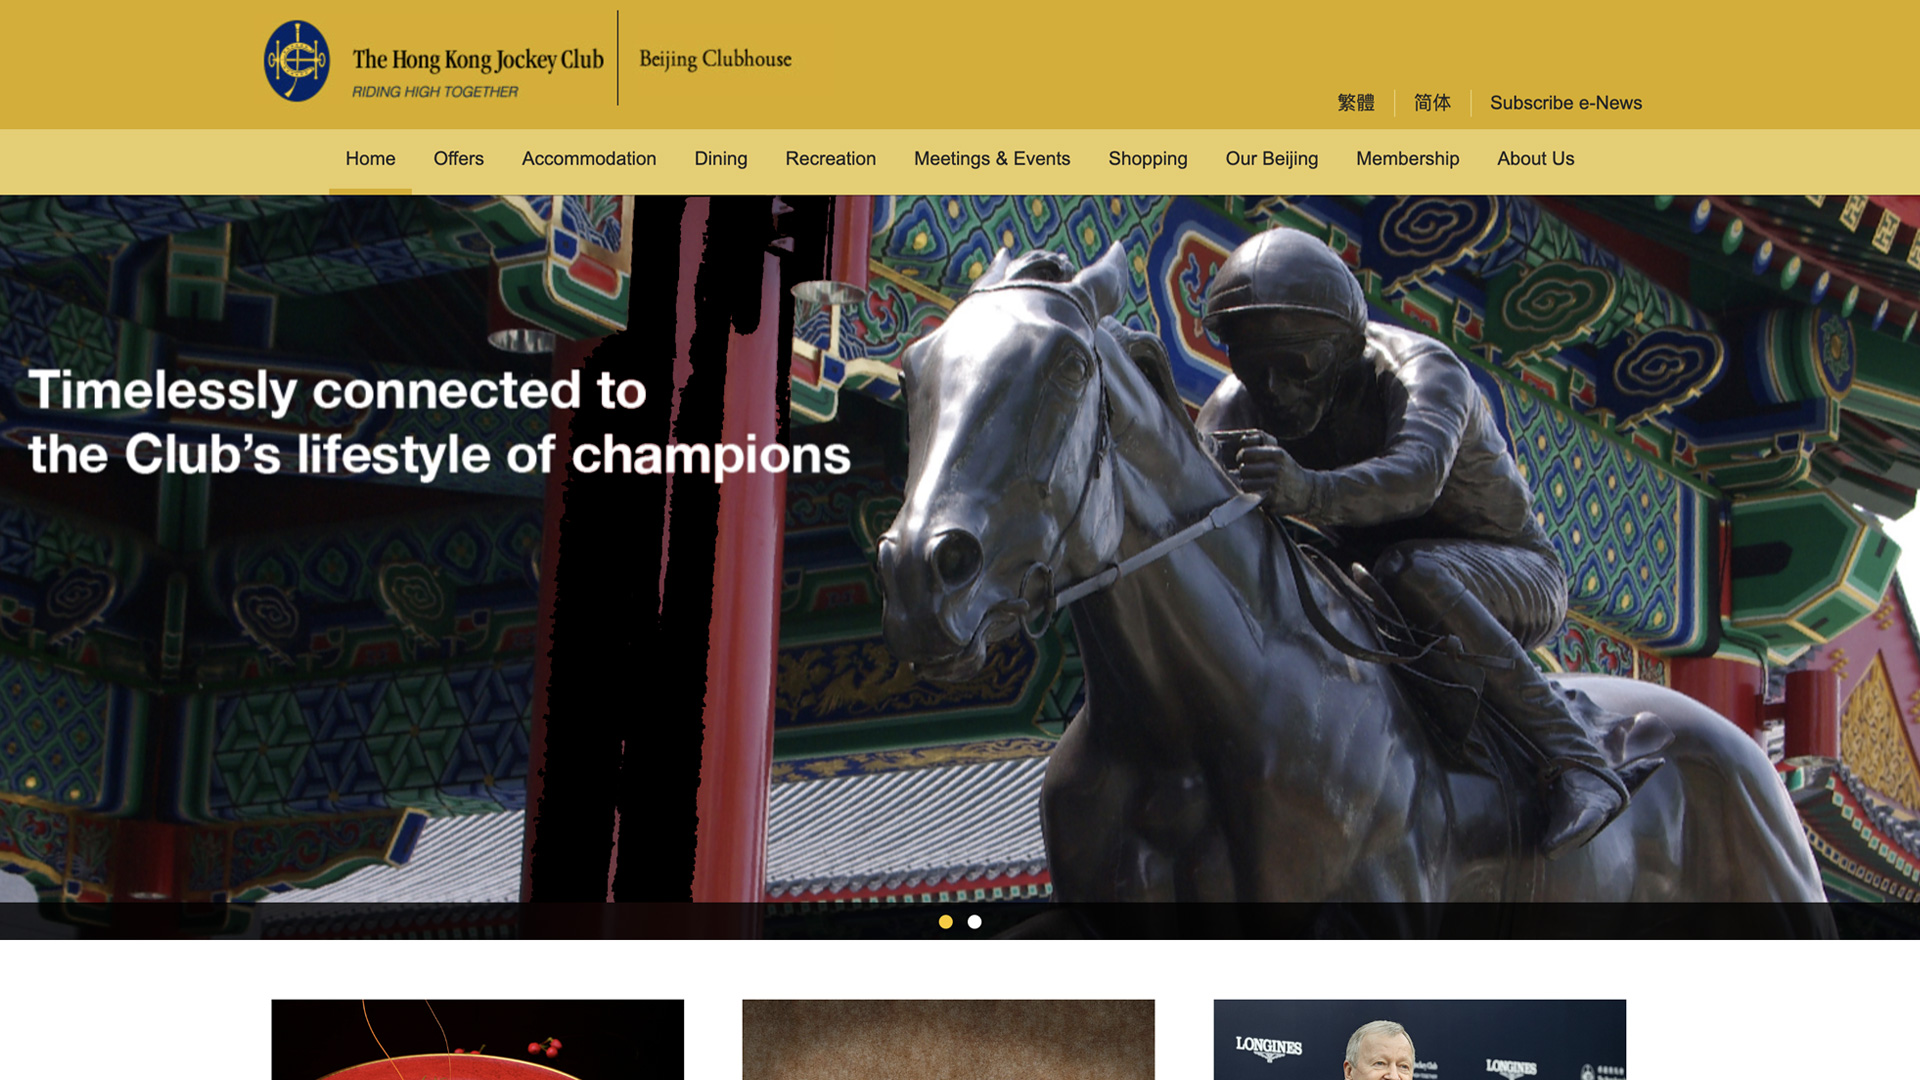 The Hong Kong Jockey Club
RIDING HIGH TOGETHER
Beijing Clubhouse
繁體 简体 Subscribe e-News
Home Offers Accommodation Dining Recreation Meetings & Events Shopping Our Beijing Membership About Us
Timelessly connected to
the Club's lifestyle of champions
LONGINES
LONGINES